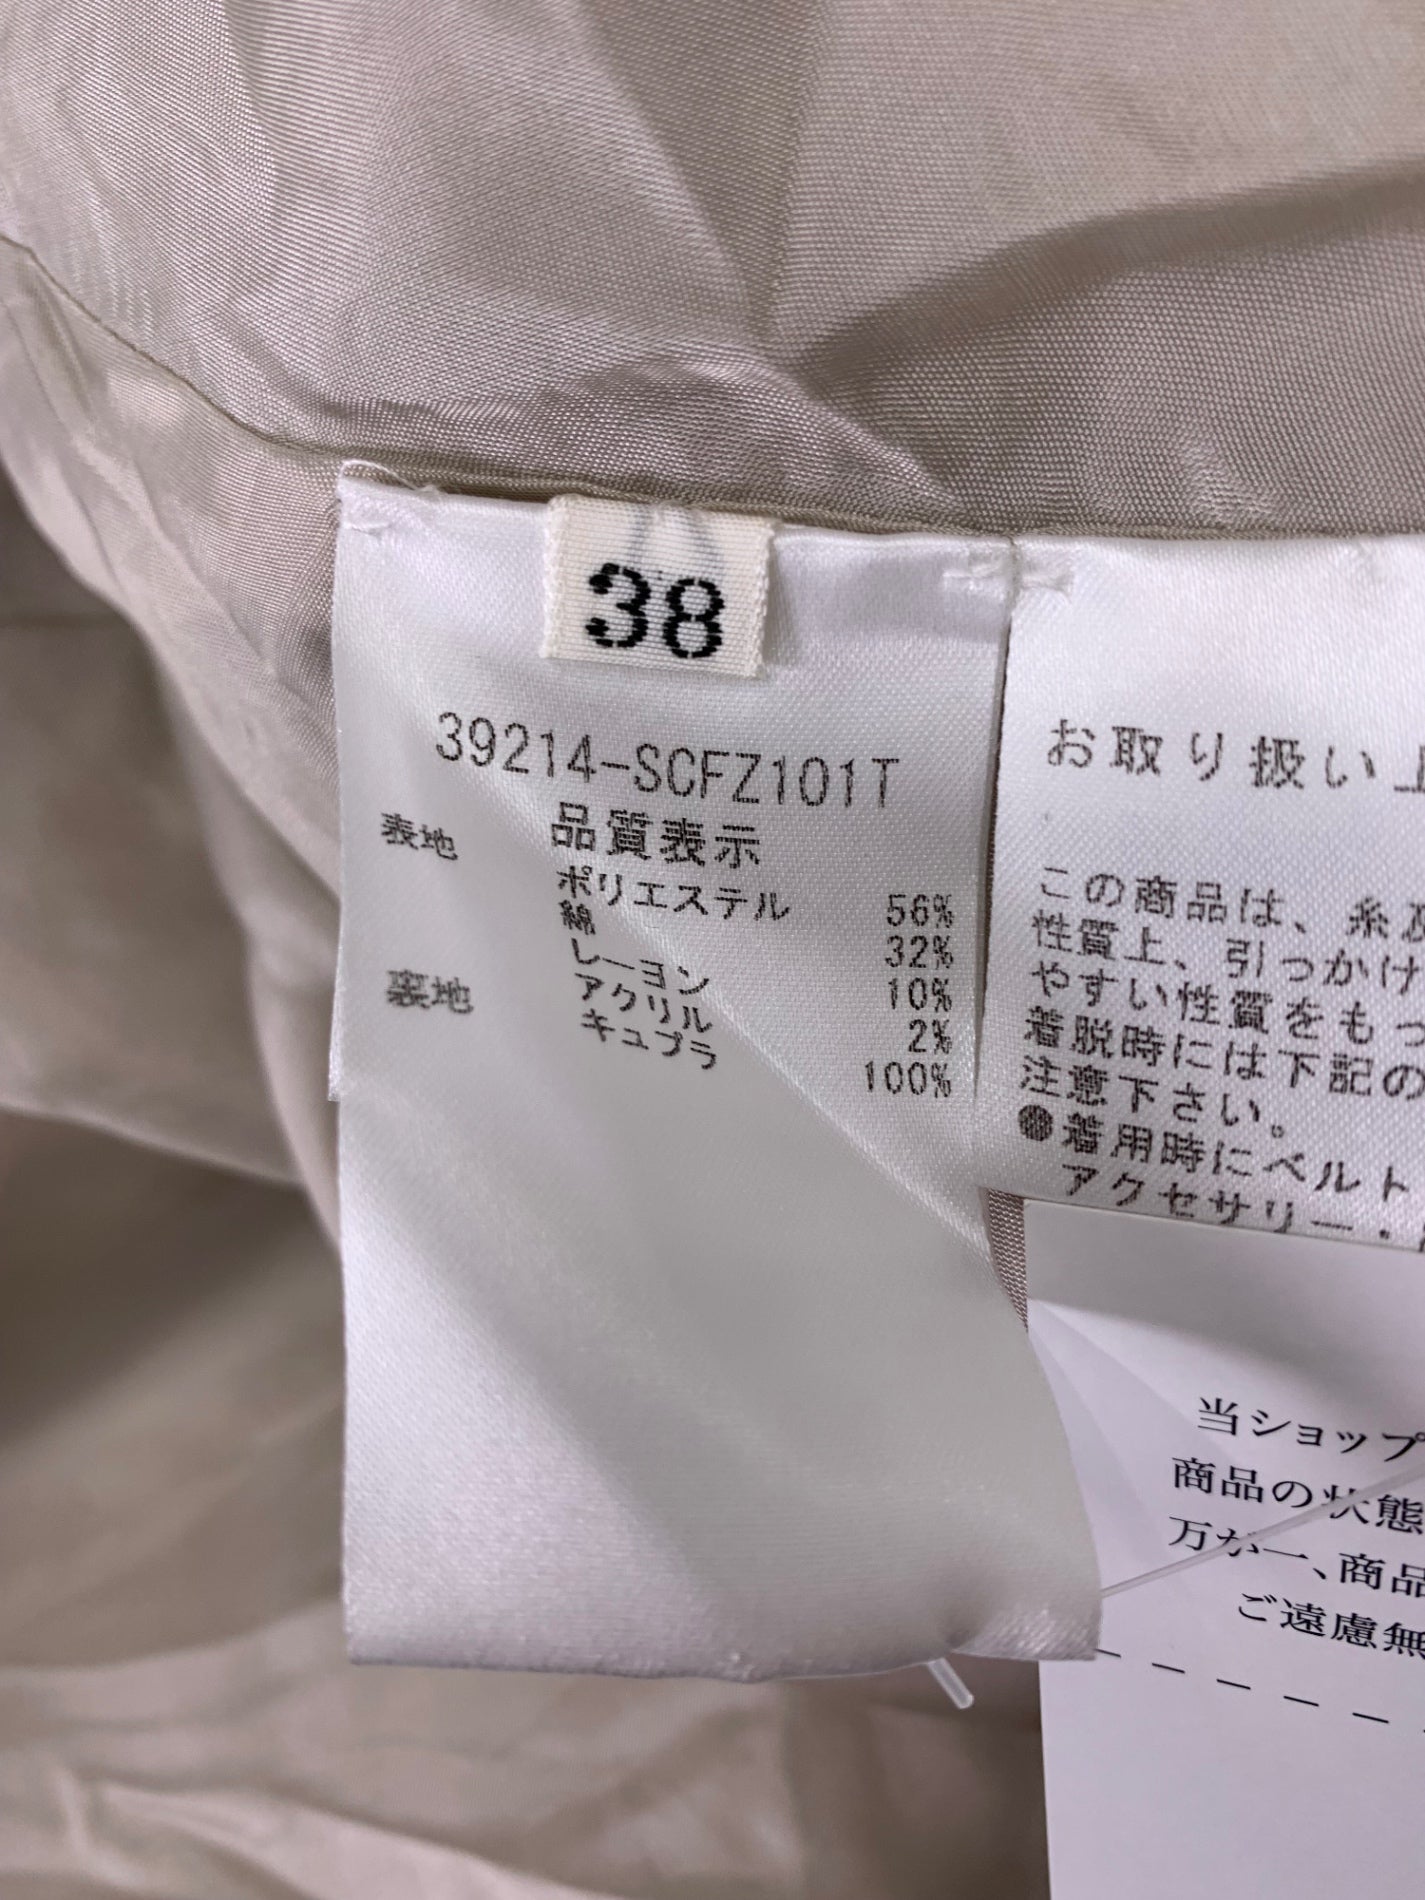 38
39214-SCFZ101T
品質表示
表地
ポリエステル 56%
綿 32%
レーヨン 10%
アクリル 2%
裏地
キュプラ 100%
お取り扱い上
この商品は、糸及
性質上、引っかけ
やすい性質をもっ
着脱時には下記の
注意下さい。
●着用時にベルト
アクセサリー・
当ショップ
商品の状態
万が一、商品
ご遠慮無